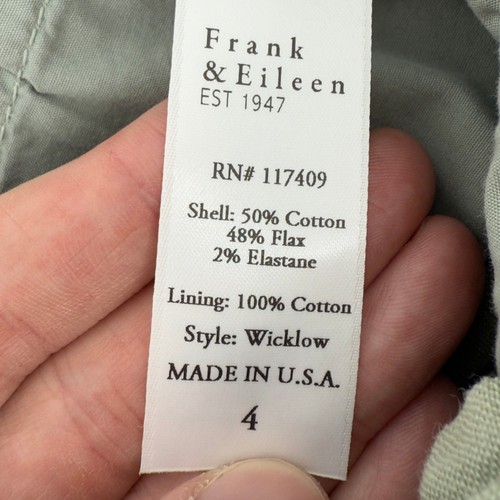 Frank
& Eileen
EST 1947
RN# 117409
Shell: 50% Cotton
48% Flax
2% Elastane
Lining: 100% Cotton
Style: Wicklow
MADE IN U.S.A.
4